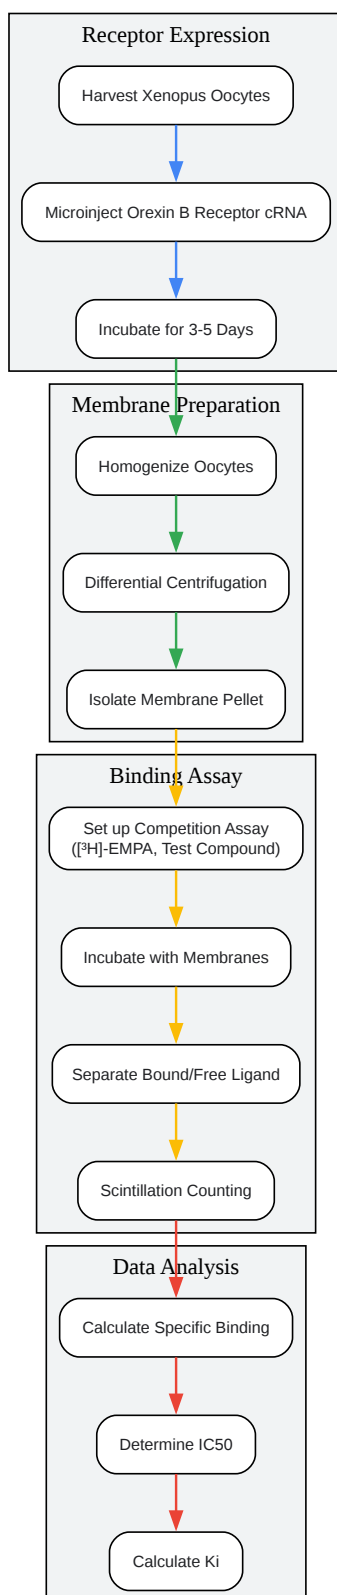 Receptor Expression
Harvest Xenopus Oocytes
Microinject Orexin B Receptor cRNA
Incubate for 3-5 Days
Membrane Preparation
Homogenize Oocytes
Differential Centrifugation
Isolate Membrane Pellet
Binding Assay
Set up Competition Assay
([³H]-EMPA, Test Compound)
Incubate with Membranes
Separate Bound/Free Ligand
Scintillation Counting
Data Analysis
Calculate Specific Binding
Determine IC50
Calculate Ki